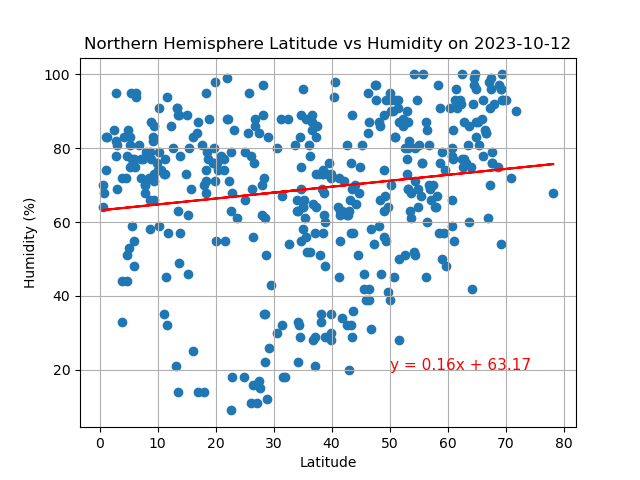 Northern Hemisphere Latitude vs Humidity on 2023-10-12
100
80
60
40
20
Humidity (%)
y = 0.16x + 63.17
0 10 20 30 40 50 60 70 80
Latitude